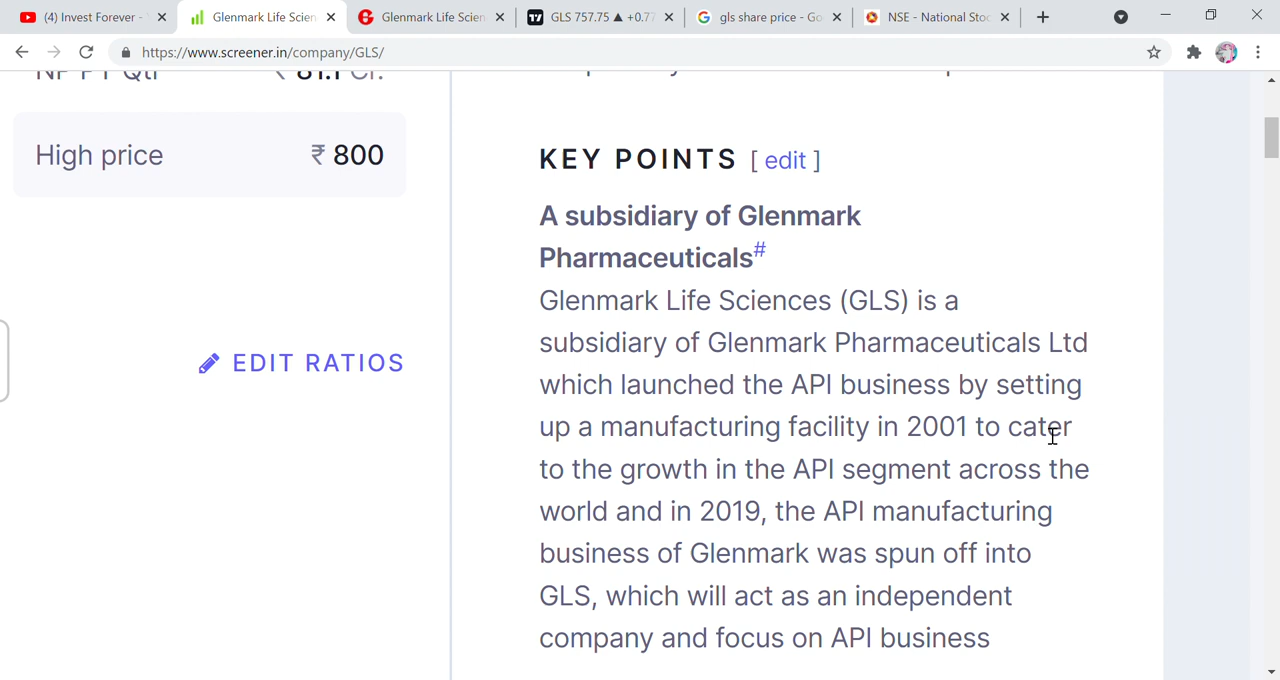 (4) Invest Forever -
Glenmark Life Scien
Glenmark Life Scien
GLS 757.75 ▲ +0.77
gls share price - Go
NSE - National Stoc
https://www.screener.in/company/GLS/
High price ₹ 800
EDIT RATIOS
KEY POINTS [ edit ]
A subsidiary of Glenmark
Pharmaceuticals#
Glenmark Life Sciences (GLS) is a
subsidiary of Glenmark Pharmaceuticals Ltd
which launched the API business by setting
up a manufacturing facility in 2001 to cater
to the growth in the API segment across the
world and in 2019, the API manufacturing
business of Glenmark was spun off into
GLS, which will act as an independent
company and focus on API business